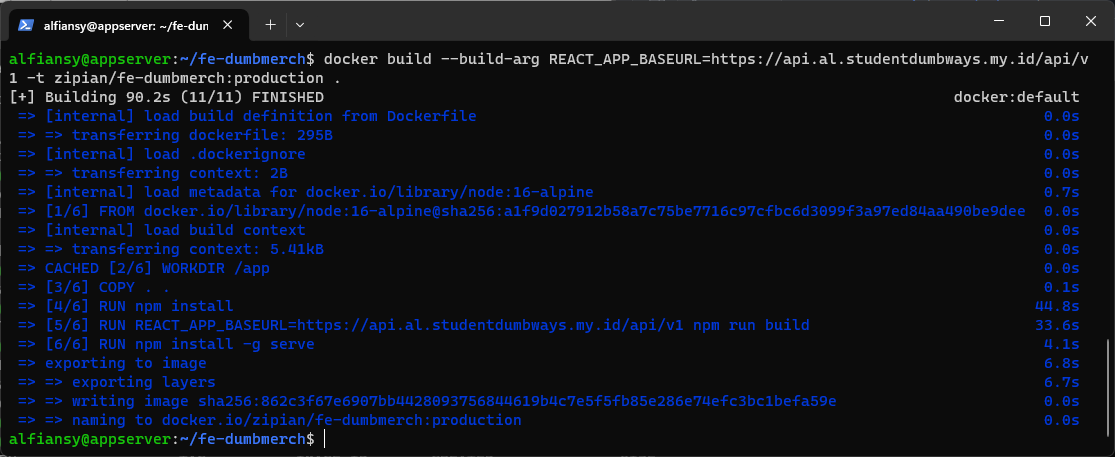 alfiansy@appserver: ~/fe-dum
alfiansy@appserver:~/fe-dumbmerch$ docker build --build-arg REACT_APP_BASEURL=https://api.al.studentdumbways.my.id/api/v
1 -t zipian/fe-dumbmerch:production .
[+] Building 90.2s (11/11) FINISHED docker:default
=> [internal] load build definition from Dockerfile 0.0s
=> => transferring dockerfile: 295B 0.0s
=> [internal] load .dockerignore 0.0s
=> => transferring context: 2B 0.0s
=> [internal] load metadata for docker.io/library/node:16-alpine 0.7s
=> [1/6] FROM docker.io/library/node:16-alpine@sha256:a1f9d027912b58a7c75be7716c97cfbc6d3099f3a97ed84aa490be9dee 0.0s
=> [internal] load build context 0.0s
=> => transferring context: 5.41kB 0.0s
=> CACHED [2/6] WORKDIR /app 0.0s
=> [3/6] COPY . . 0.1s
=> [4/6] RUN npm install 44.8s
=> [5/6] RUN REACT_APP_BASEURL=https://api.al.studentdumbways.my.id/api/v1 npm run build 33.6s
=> [6/6] RUN npm install -g serve 4.1s
=> exporting to image 6.8s
=> => exporting layers 6.7s
=> => writing image sha256:862c3f67e6907bb4428093756844619b4c7e5f5fb85e286e74efc3bc1befa59e 0.0s
=> => naming to docker.io/zipian/fe-dumbmerch:production 0.0s
alfiansy@appserver:~/fe-dumbmerch$